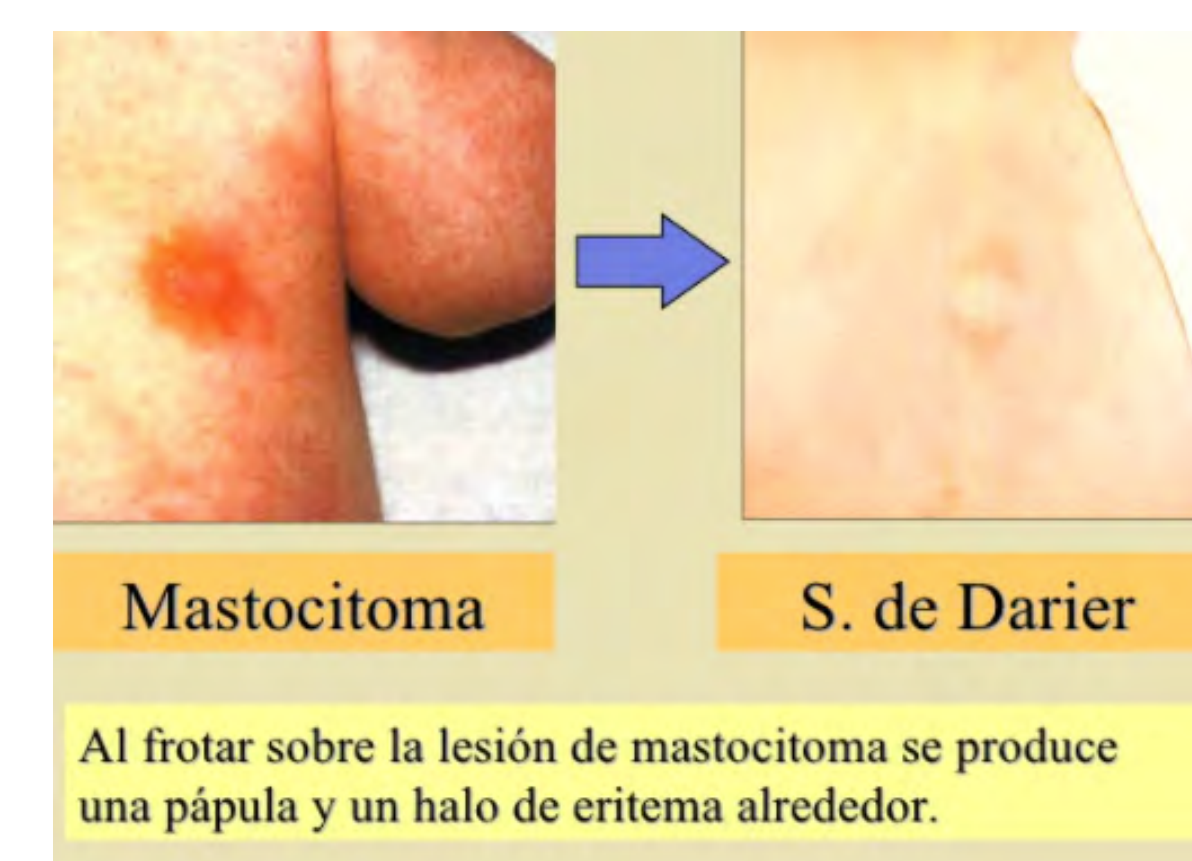 Mastocitoma
S. de Darier
Al frotar sobre la lesión de mastocitoma se produce
una pápula y un halo de eritema alrededor.